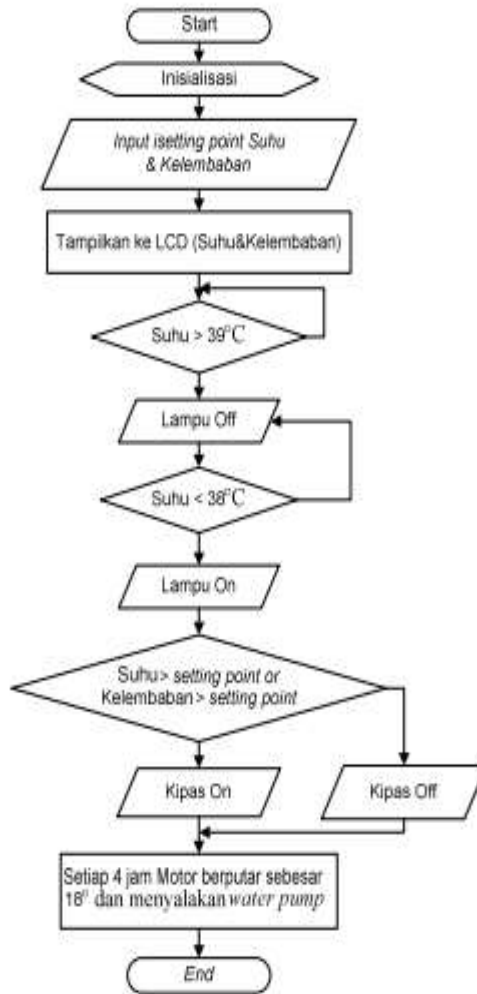 Start
Inisialisasi
Input isetting point Suhu
& Kelembaban
Tampilkan ke LCD (Suhu&Kelembaban)
Suhu > 39°C
Lampu Off
Suhu < 38°C
Lampu On
Suhu > setting point or
Kelembaban > setting point
Kipas On
Kipas Off
Setiap 4 jam Motor berputar sebesar
18° dan menyalakan water pump
End